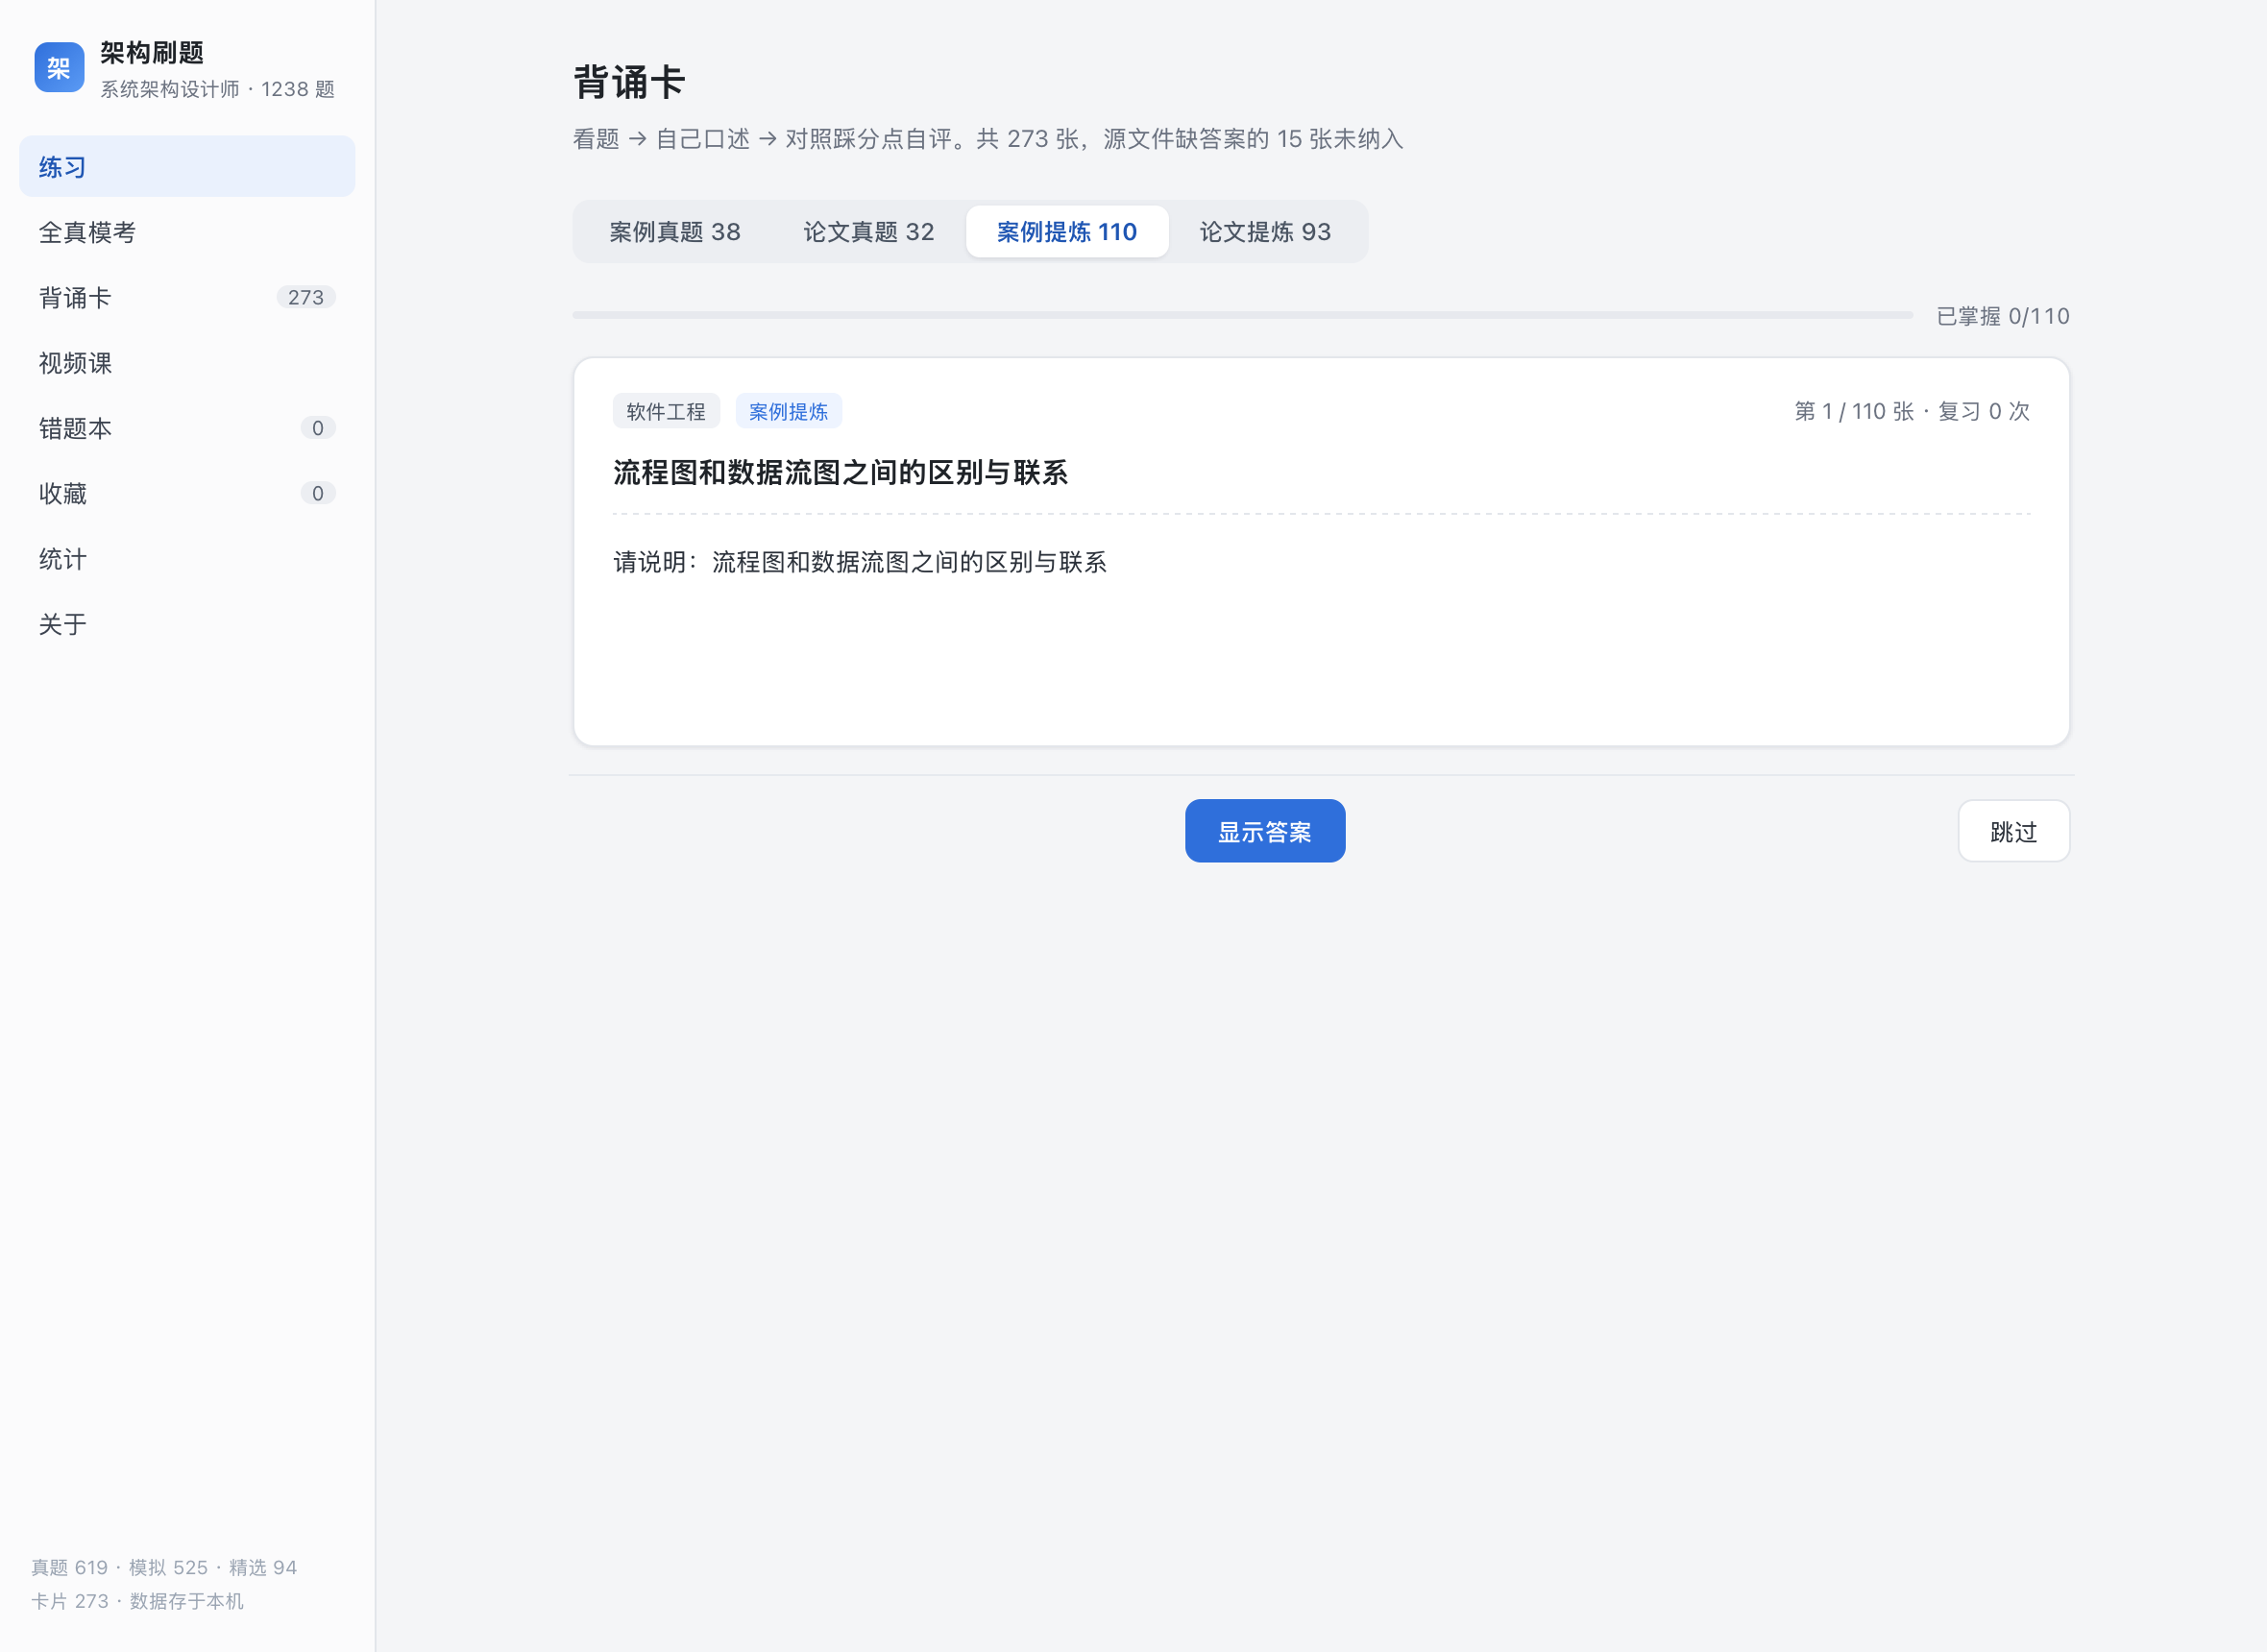 架
架构刷题
系统架构设计师 · 1238 题
练习
全真模考
背诵卡 273
视频课
错题本 0
收藏 0
统计
关于
真题 619 · 模拟 525 · 精选 94
卡片 273 · 数据存于本机
背诵卡
看题 → 自己口述 → 对照踩分点自评。共 273 张，源文件缺答案的 15 张未纳入
案例真题 38 论文真题 32 案例提炼 110 论文提炼 93
已掌握 0/110
软件工程 案例提炼 第 1 / 110 张 · 复习 0 次
流程图和数据流图之间的区别与联系
请说明：流程图和数据流图之间的区别与联系
显示答案 跳过